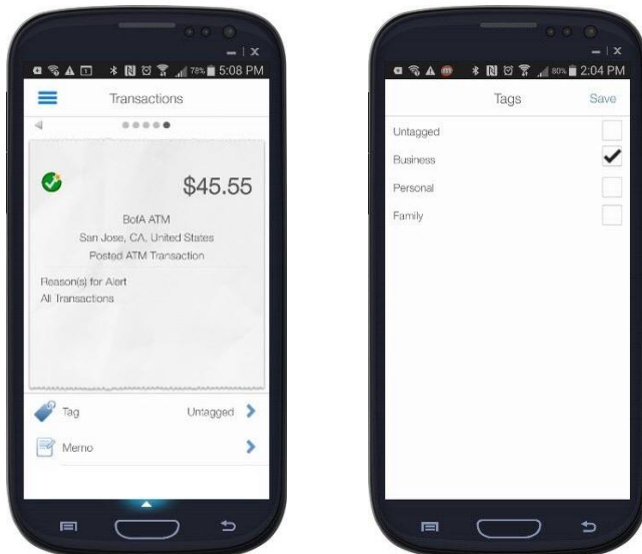 78% 5:08 PM
Transactions
$45.55
BofA ATM
San Jose, CA, United States
Posted ATM Transaction
Reason(s) for Alert
All Transactions
Tag Untagged
Memo
80% 2:04 PM
Tags Save
Untagged
Business
Personal
Family